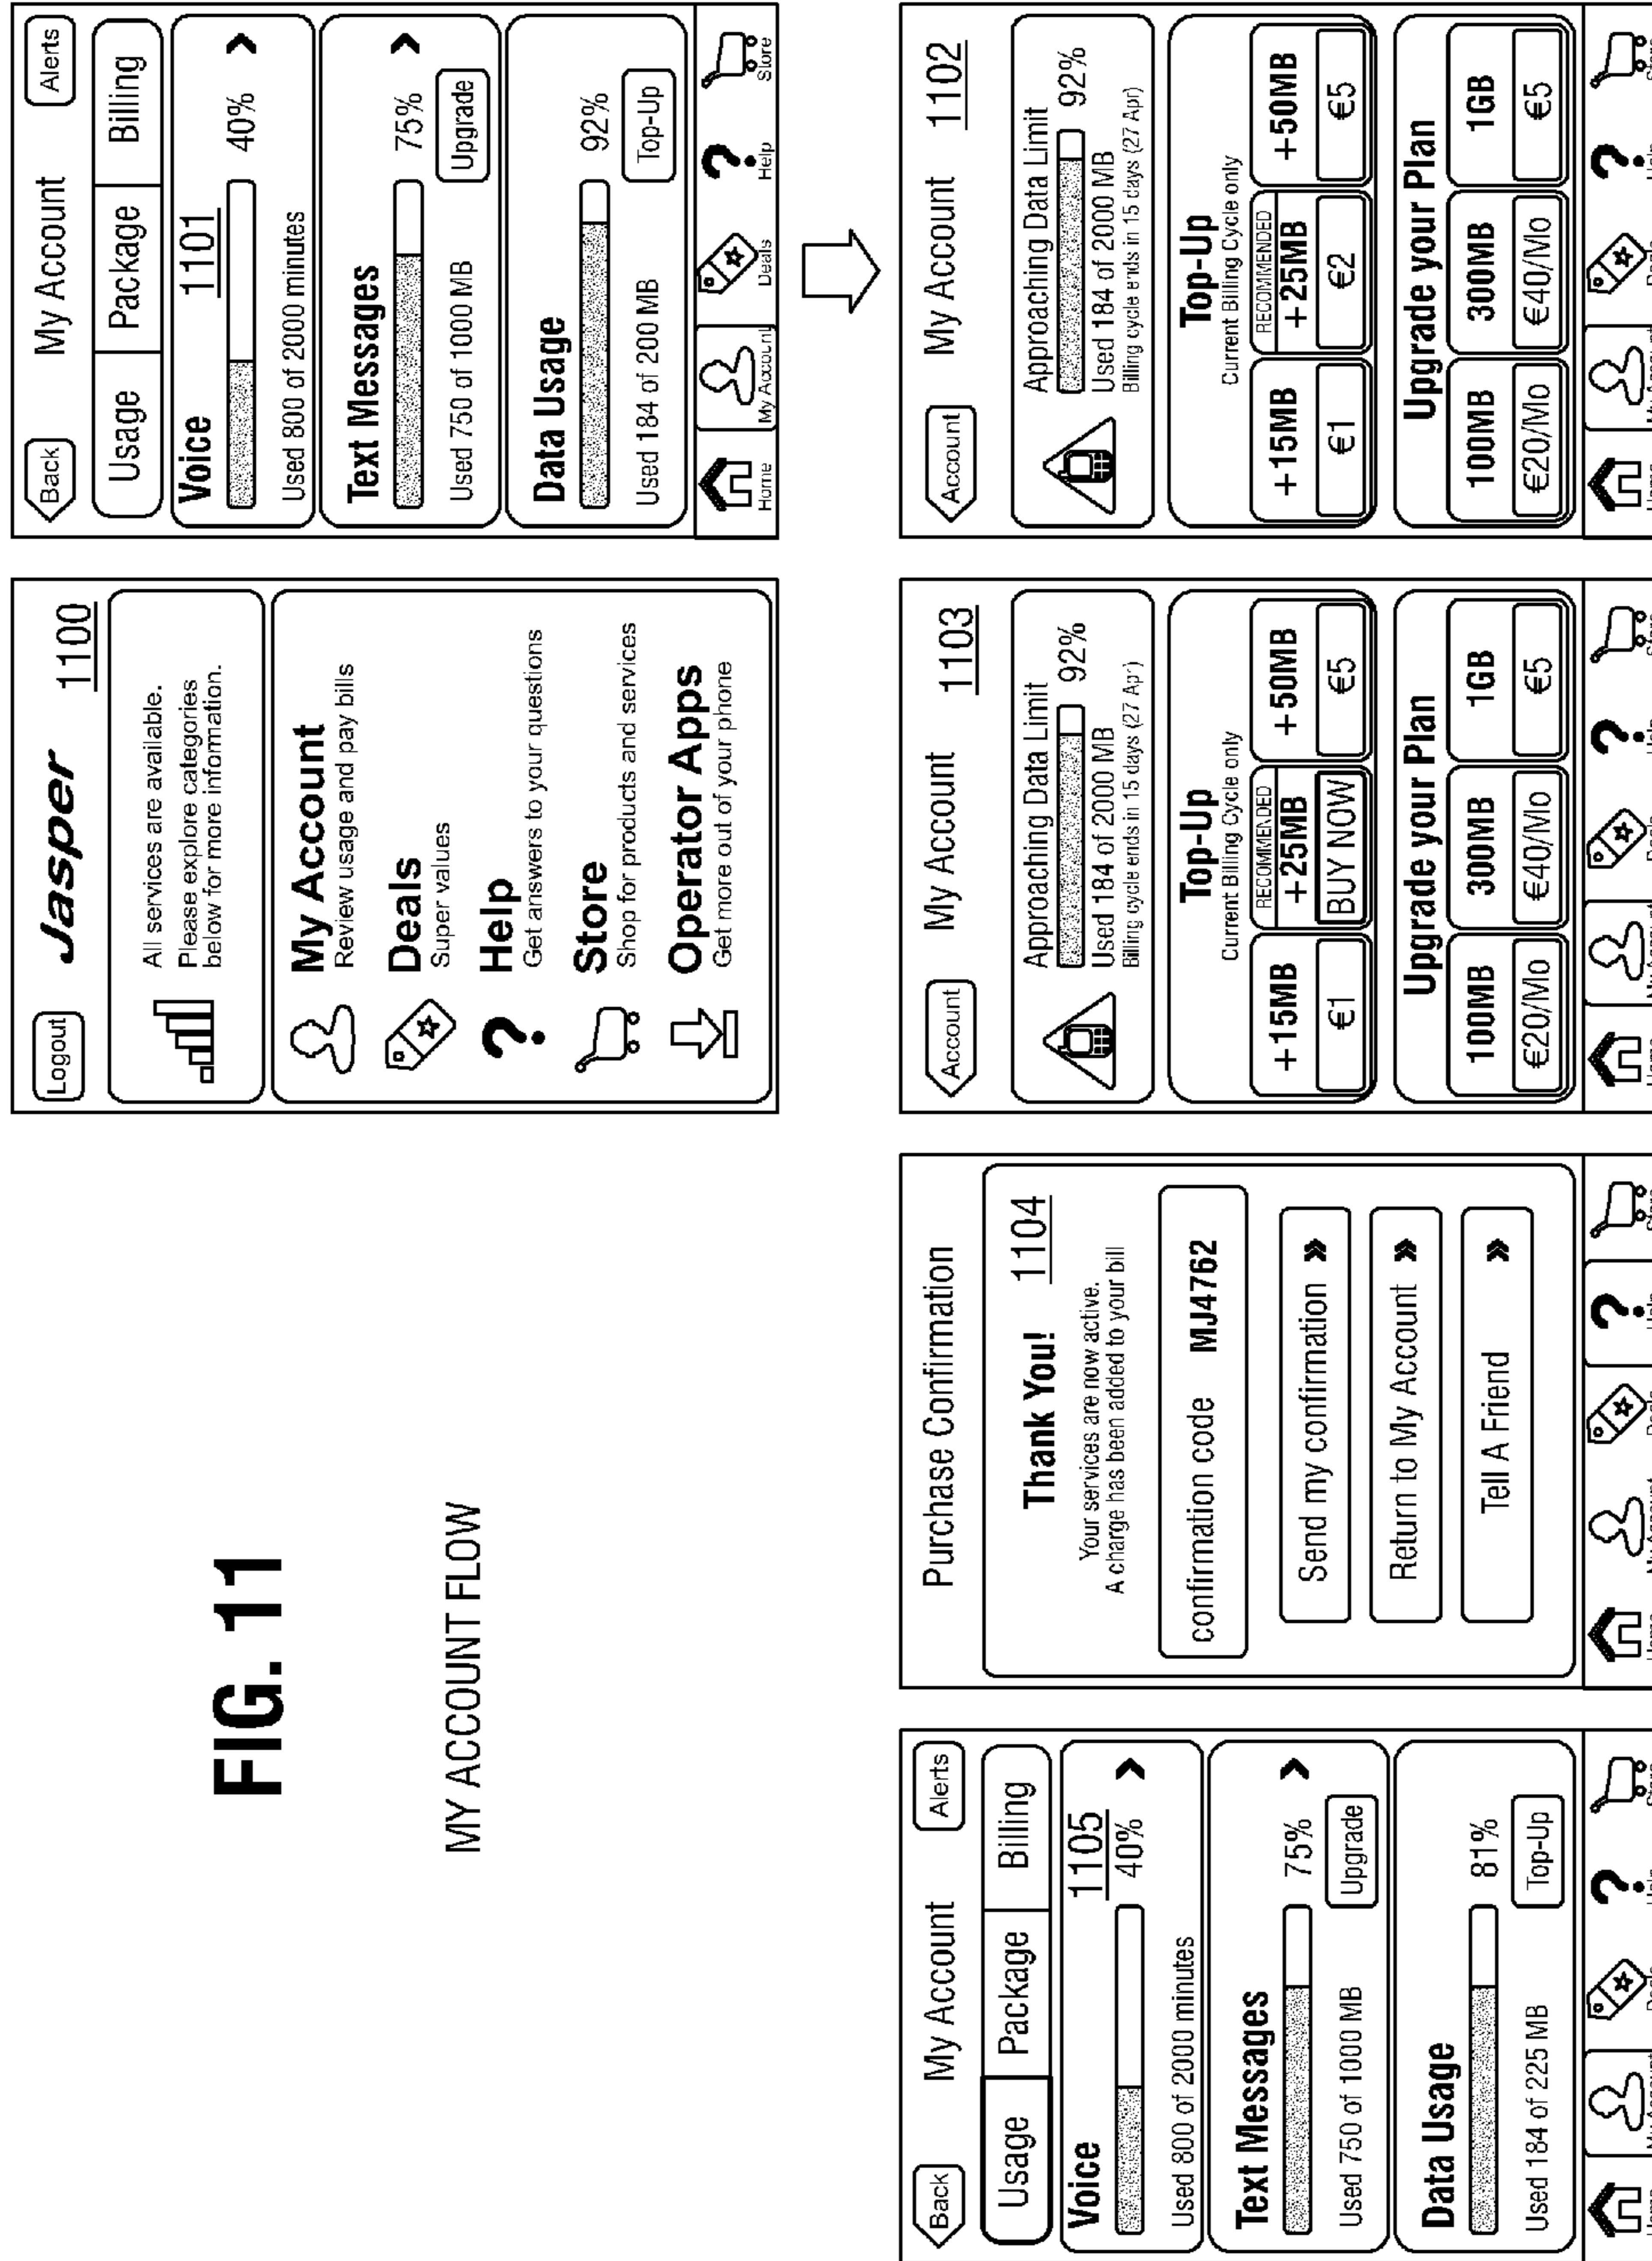 FIG. 11
MY ACCOUNT FLOW
Logout Jasper 1100
All services are available.
Please explore categories
below for more information.
My Account
Review usage and pay bills
Deals
Super values
Help
Get answers to your questions
Store
Shop for products and services
Operator Apps
Get more out of your phone
Back My Account Alerts
Usage Package Billing
Voice 1101
40%
Used 800 of 2000 minutes
Text Messages
75%
Used 750 of 1000 MB Upgrade
Data Usage
92%
Used 184 of 200 MB Top-Up
Home My Account Deals Help Store
Back My Account Alerts
Usage Package Billing
Voice 1105
40%
Used 800 of 2000 minutes
Text Messages
75%
Used 750 of 1000 MB Upgrade
Data Usage
81%
Used 184 of 225 MB Top-Up
Purchase Confirmation
Thank You! 1104
Your services are now active.
A charge has been added to your bill
confirmation code MJ4762
Send my confirmation »
Return to My Account »
Tell A Friend »
Account My Account 1103
Approaching Data Limit
92%
Used 184 of 2000 MB
Billing cycle ends in 15 days (27 Apr)
Top-Up
Current Billing Cycle only
RECOMMENDED
+15MB +25MB +50MB
€1 BUY NOW €5
Upgrade your Plan
100MB 300MB 1GB
€20/Mo €40/Mo €5
Account My Account 1102
Approaching Data Limit
92%
Used 184 of 2000 MB
Billing cycle ends in 15 days (27 Apr)
Top-Up
Current Billing Cycle only
RECOMMENDED
+15MB +25MB +50MB
€1 €2 €5
Upgrade your Plan
100MB 300MB 1GB
€20/Mo €40/Mo €5